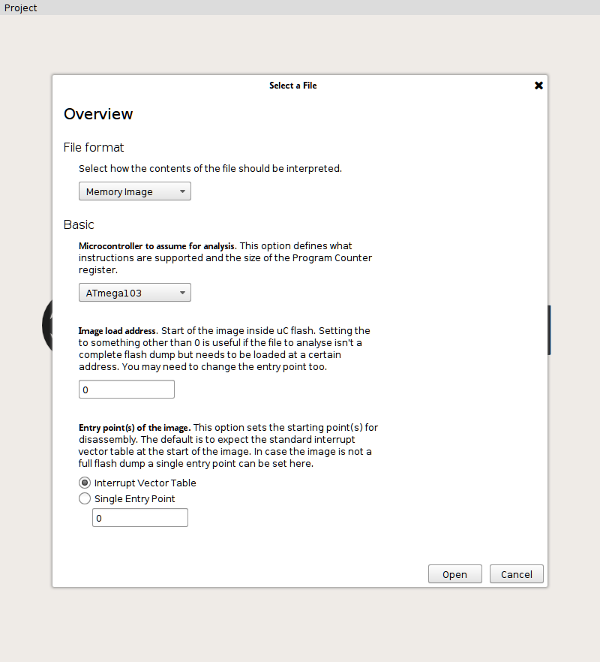 Project
Select a File
Overview
File format
Select how the contents of the file should be interpreted.
Memory Image
Basic
Microcontroller to assume for analysis. This option defines what
instructions are supported and the size of the Program Counter
register.
ATmega103
Image load address. Start of the image inside uC flash. Setting the
to something other than 0 is useful if the file to analyse isn't a
complete flash dump but needs to be loaded at a certain
address. You may need to change the entry point too.
0
Entry point(s) of the image. This option sets the starting point(s) for
disassembly. The default is to expect the standard interrupt
vector table at the start of the image. In case the image is not a
full flash dump a single entry point can be set here.
Interrupt Vector Table
Single Entry Point
0
Open Cancel